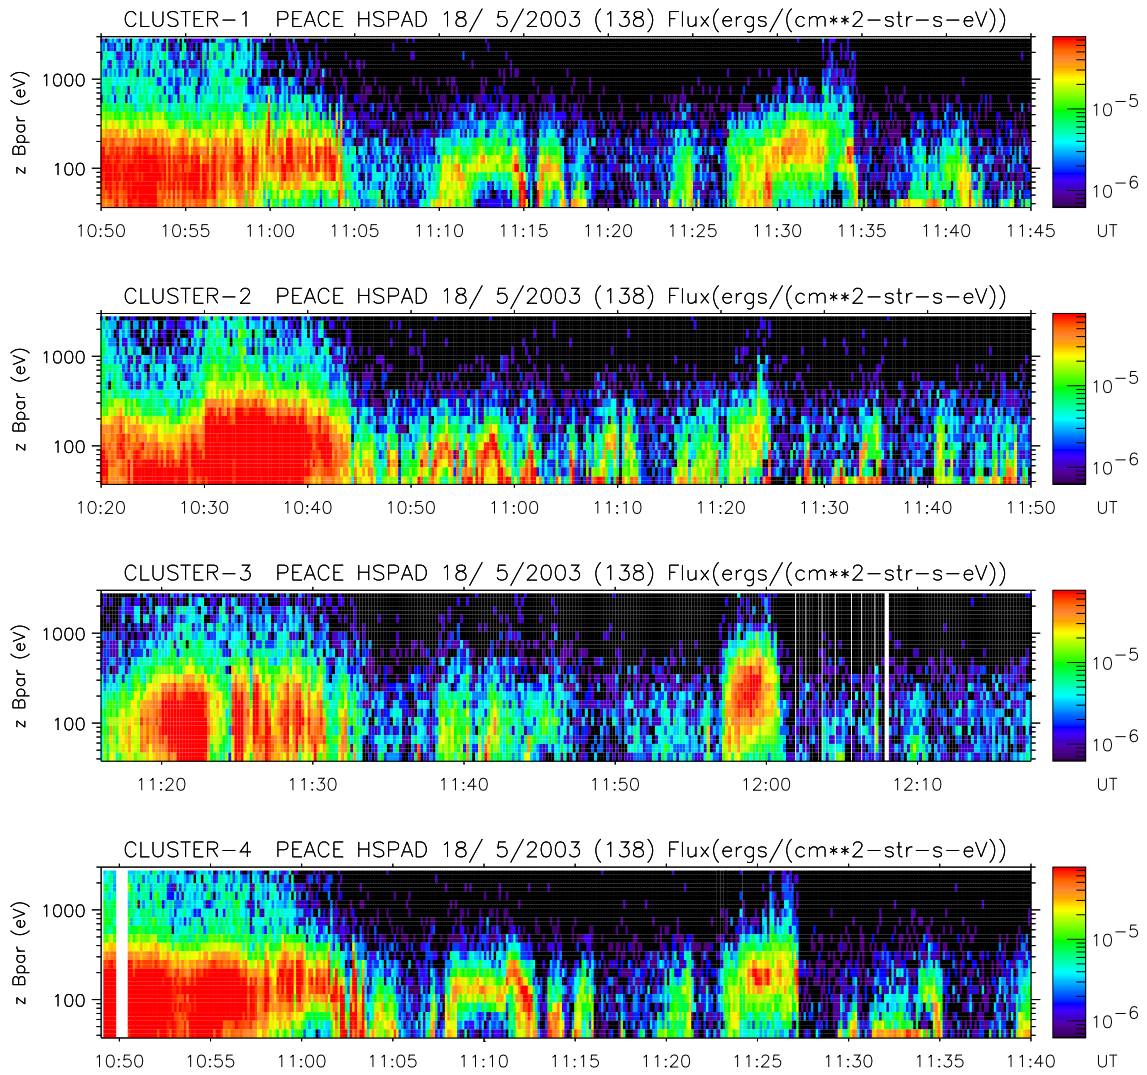 CLUSTER-1 PEACE HSPAD 18/ 5/2003 (138) Flux(ergs/(cm**2-str-s-eV))
z Bpar (eV)
1000
100
10⁻⁵
10⁻⁶
10:50 10:55 11:00 11:05 11:10 11:15 11:20 11:25 11:30 11:35 11:40 11:45 UT
CLUSTER-2 PEACE HSPAD 18/ 5/2003 (138) Flux(ergs/(cm**2-str-s-eV))
z Bpar (eV)
1000
100
10⁻⁵
10⁻⁶
10:20 10:30 10:40 10:50 11:00 11:10 11:20 11:30 11:40 11:50 UT
CLUSTER-3 PEACE HSPAD 18/ 5/2003 (138) Flux(ergs/(cm**2-str-s-eV))
z Bpar (eV)
1000
100
10⁻⁵
10⁻⁶
11:20 11:30 11:40 11:50 12:00 12:10 UT
CLUSTER-4 PEACE HSPAD 18/ 5/2003 (138) Flux(ergs/(cm**2-str-s-eV))
z Bpar (eV)
1000
100
10⁻⁵
10⁻⁶
10:50 10:55 11:00 11:05 11:10 11:15 11:20 11:25 11:30 11:35 11:40 UT